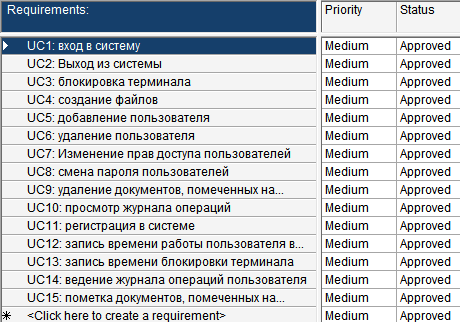 Requirements: Priority Status
UC1: вход в систему Medium Approved
UC2: Выход из системы Medium Approved
UC3: блокировка терминала Medium Approved
UC4: создание файлов Medium Approved
UC5: добавление пользователя Medium Approved
UC6: удаление пользователя Medium Approved
UC7: Изменение прав доступа пользователей Medium Approved
UC8: смена пароля пользователей Medium Approved
UC9: удаление документов, помеченных на... Medium Approved
UC10: просмотр журнала операций Medium Approved
UC11: регистрация в системе Medium Approved
UC12: запись времени работы пользователя в... Medium Approved
UC13: запись времени блокировки терминала Medium Approved
UC14: ведение журнала операций пользователя Medium Approved
UC15: пометка документов, помеченных на... Medium Approved
<Click here to create a requirement> Medium Approved